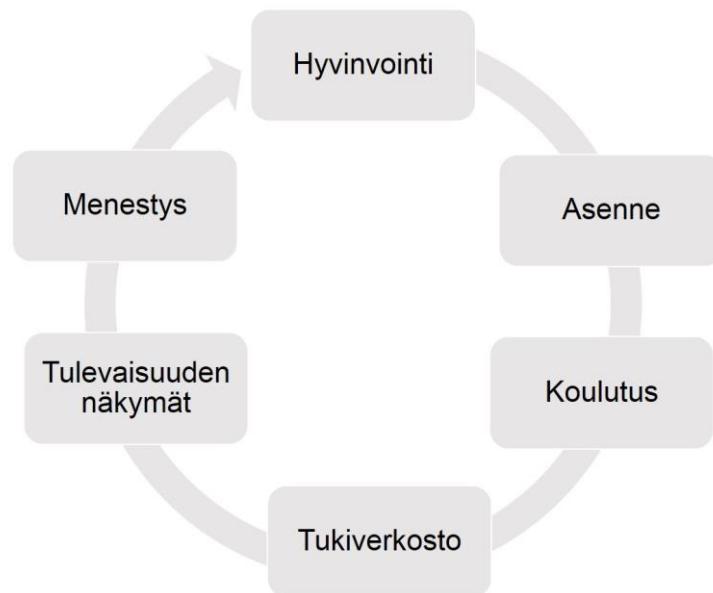 Hyvinvointi
Asenne
Koulutus
Tukiverkosto
Tulevaisuuden
näkymät
Menestys